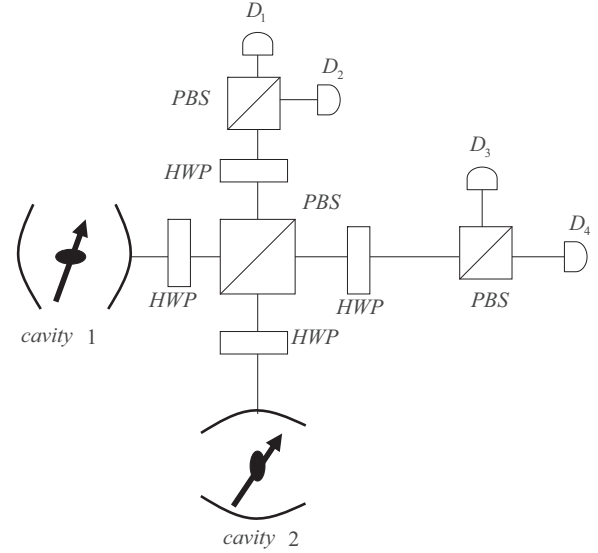 D₁
D₂
PBS
HWP
D₃
PBS
D₄
HWP
HWP
PBS
cavity 1
HWP
cavity 2